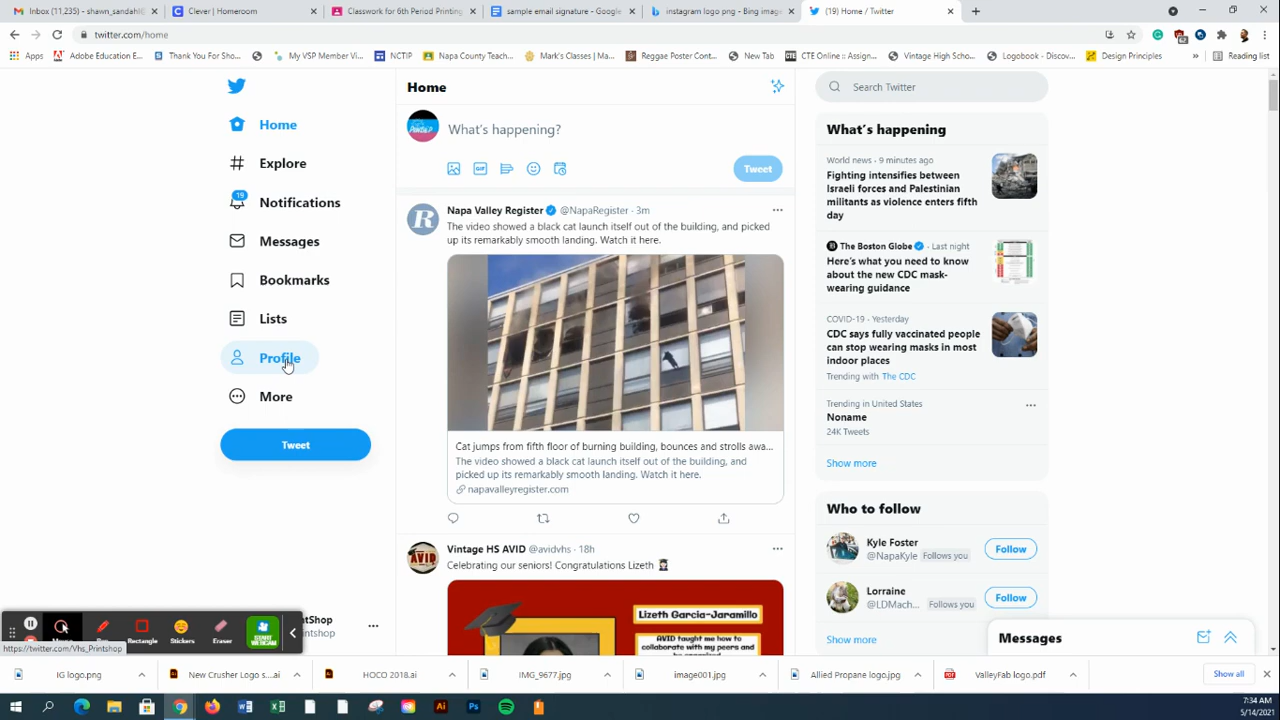 Inbox (13) - shawn_sandahl@
Clever | Homeroom
Classwork for 6th Period Printing
sample email signature - Google
instagram logo png - Bing image
(19) Home / Twitter
twitter.com/home
Apps
Adobe Education E...
Thank You For Sho...
My VSP Member Vi...
NCTIP
Napa County Teach...
Mark's Classes | M...
Reggae Poster Cont...
New Tab
CTE Online :: Assign...
Vintage High Scho...
Logobook - Discov...
Design Principles
Reading list
Home
Explore
19
Notifications
Messages
Bookmarks
Lists
Profile
More
Tweet
Home
What's happening?
GIF
Tweet
Napa Valley Register @NapaRegister · 3m
The video showed a black cat launch itself out of the building, and picked
up its remarkably smooth landing. Watch it here.
Cat jumps from fifth floor of burning building, bounces and strolls awa...
The video showed a black cat launch itself out of the building, and
picked up its remarkably smooth landing. Watch it here.
napavalleyregister.com
Vintage HS AVID @avidvhs · 18h
Celebrating our seniors! Congratulations Lizeth
AVID
Lizeth Garcia-Jaramillo
AVID taught me how to
collaborate with my peers and
Search Twitter
What's happening
World news · 9 minutes ago
Fighting intensifies between
Israeli forces and Palestinian
militants as violence enters fifth
day
The Boston Globe · Last night
Here's what you need to
know about the new CDC mask-
wearing guidance
COVID-19 · Yesterday
CDC says fully vaccinated people
can stop wearing masks in most
indoor places
Trending with The CDC
Trending in United States
Noname
24K Tweets
Show more
Who to follow
Kyle Foster
@NapaKyle Follows you
Follow
Lorraine
@LDMach... Follows you
Follow
Show more
Messages
Rectangle
Stickers
Eraser
START WEBCAM
ntShop
ntshop
https://twitter.com/Vhs_Printshop
IG logo.png
New Crusher Logo s....ai
HOCO 2018.ai
IMG_9677.jpg
image001.jpg
Allied Propane logo.jpg
ValleyFab logo.pdf
Show all
7:34 AM
5/14/2021